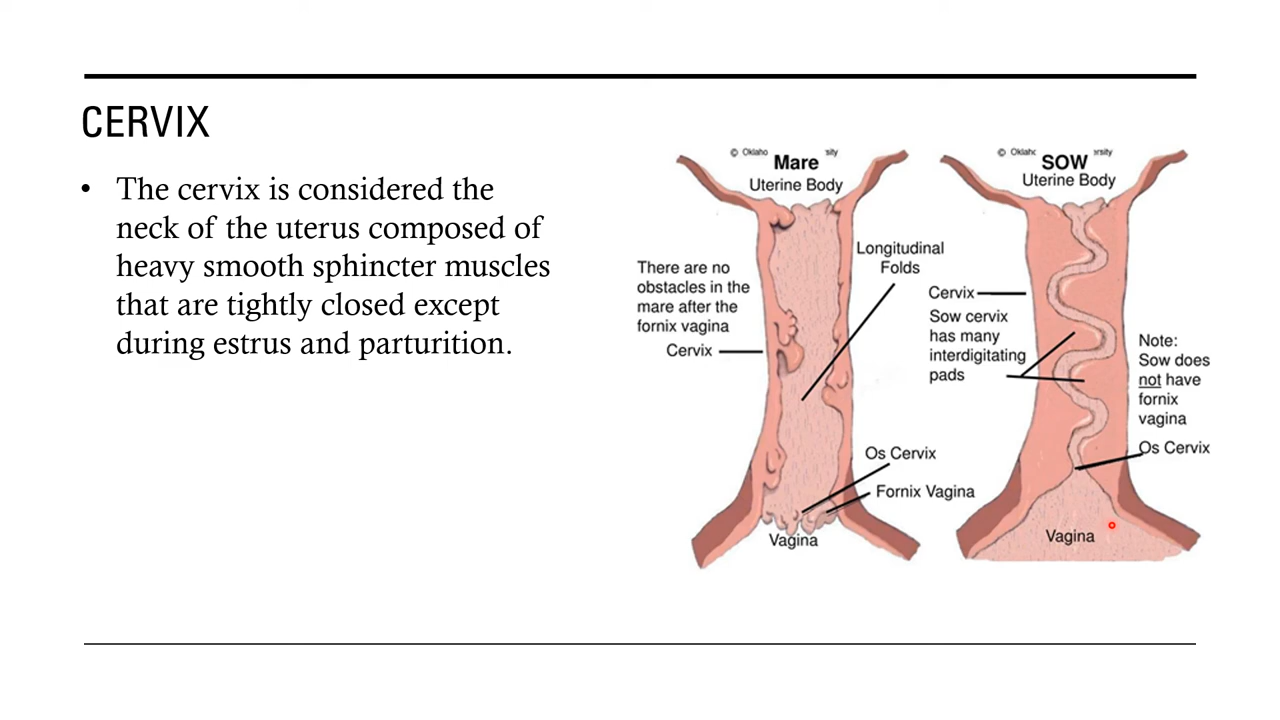 CERVIX
• The cervix is considered the
neck of the uterus composed of
heavy smooth sphincter muscles
that are tightly closed except
during estrus and parturition.
© Oklaho
Mare
Uterine Body
There are no
obstacles in the
mare after the
fornix vagina
Cervix
Longitudinal
Folds
Os Cervix
Fornix Vagina
Vagina
SOW
Uterine Body
Cervix
Sow cervix
has many
interdigitating
pads
Note:
Sow does
not have
fornix
vagina
Os Cervix
Vagina